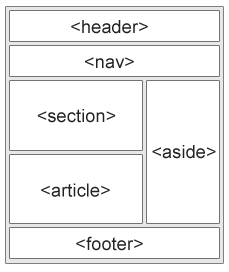 <header>
<nav>
<section>
<aside>
<article>
<footer>